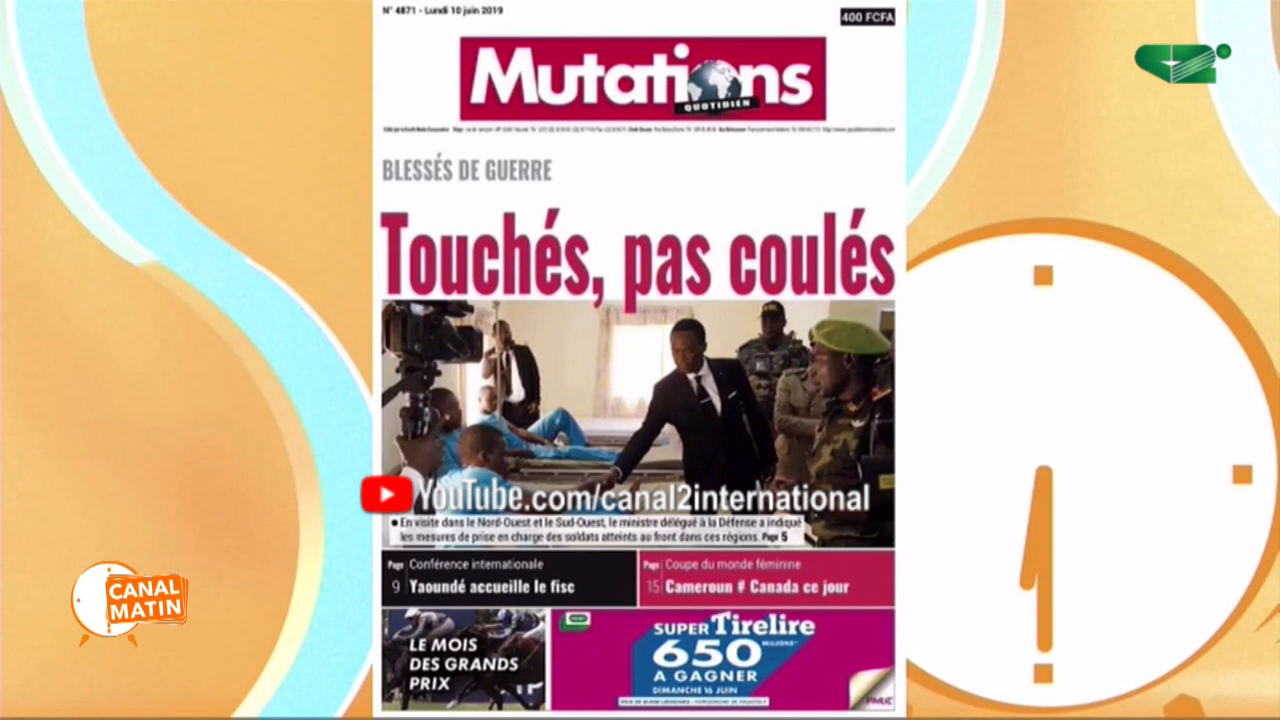 N° 4871 - Lundi 10 juin 2019
400 FCFA
Mutations
QUOTIDIEN
BLESSÉS DE GUERRE
Touchés, pas coulés
YouTube.com/canal2international
• En visite dans le Nord-Ouest et le Sud-Ouest, le ministre délégué à la Défense a indiqué
les mesures de prise en charge des soldats atteints au front dans ces régions. Page 5
Page Conférence internationale
9 Yaoundé accueille le fisc
Page Coupe du monde féminine
15 Cameroun # Canada ce jour
LE MOIS
DES GRANDS
PRIX
SUPER Tirelire
650 MILLIONS
A GAGNER
DIMANCHE 16 JUIN
PMUC
CANAL
MATIN